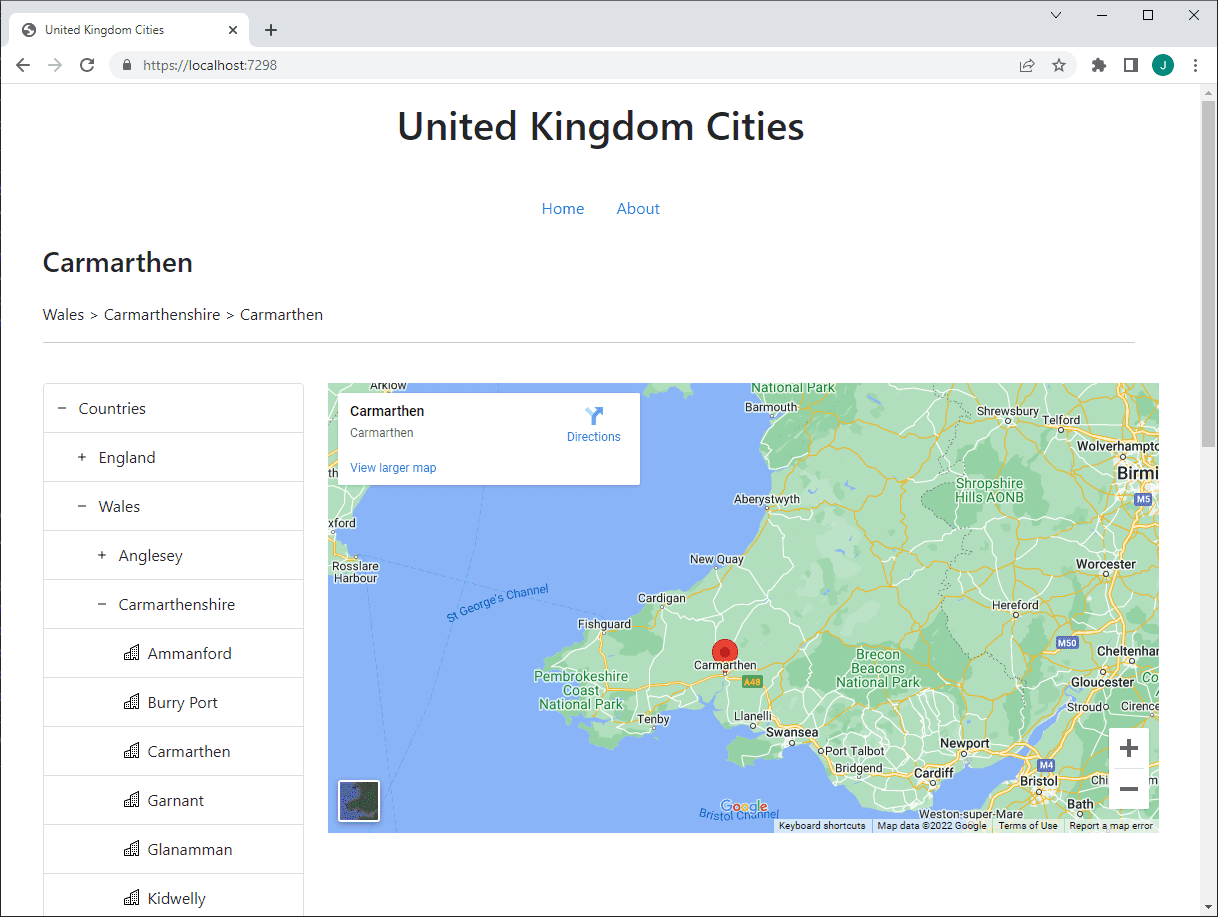 United Kingdom Cities
https://localhost:7298
J
United Kingdom Cities
Home About
Carmarthen
Wales > Carmarthenshire > Carmarthen
− Countries
+ England
− Wales
+ Anglesey
− Carmarthenshire
Ammanford
Burry Port
Carmarthen
Garnant
Glanamman
Kidwelly
Arklow
Carmarthen
Carmarthen
Directions
View larger map
National Park
Barmouth
Shrewsbury
Telford
Wolverhampto
Birmi
M5
Shropshire
Hills AONB
Aberystwyth
xford
Rosslare
Harbour
New Quay
Worcester
St George's Channel
Cardigan
Hereford
Fishguard
M50
Carmarthen
Brecon
Beacons
National Park
Cheltenhar
A48
Gloucester
Pembrokeshire
Coast
National Park
Stroud
Cirence
Tenby
Llanelli
Swansea
Port Talbot
Newport
Bridgend
Cardiff
M4
Bristol
Bath
Weston-super-Mare
Google
Bristol Channel
Keyboard shortcuts Map data ©2022 Google Terms of Use Report a map error